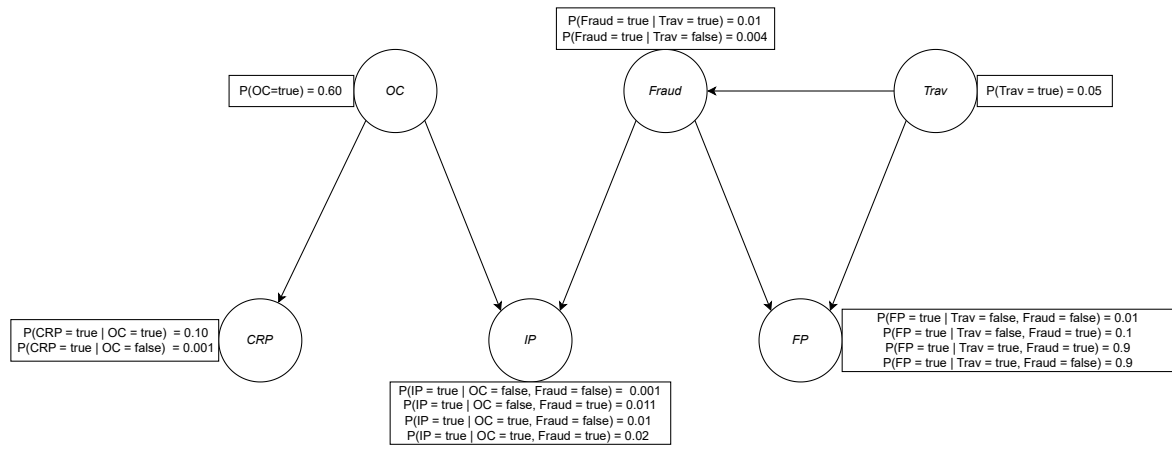 P(Fraud = true | Trav = true) = 0.01
P(Fraud = true | Trav = false) = 0.004
P(OC=true) = 0.60
OC
Fraud
Trav
P(Trav = true) = 0.05
P(CRP = true | OC = true) = 0.10
P(CRP = true | OC = false) = 0.001
CRP
IP
FP
P(FP = true | Trav = false, Fraud = false) = 0.01
P(FP = true | Trav = false, Fraud = true) = 0.1
P(FP = true | Trav = true, Fraud = true) = 0.9
P(FP = true | Trav = true, Fraud = false) = 0.9
P(IP = true | OC = false, Fraud = false) = 0.001
P(IP = true | OC = false, Fraud = true) = 0.011
P(IP = true | OC = true, Fraud = false) = 0.01
P(IP = true | OC = true, Fraud = true) = 0.02